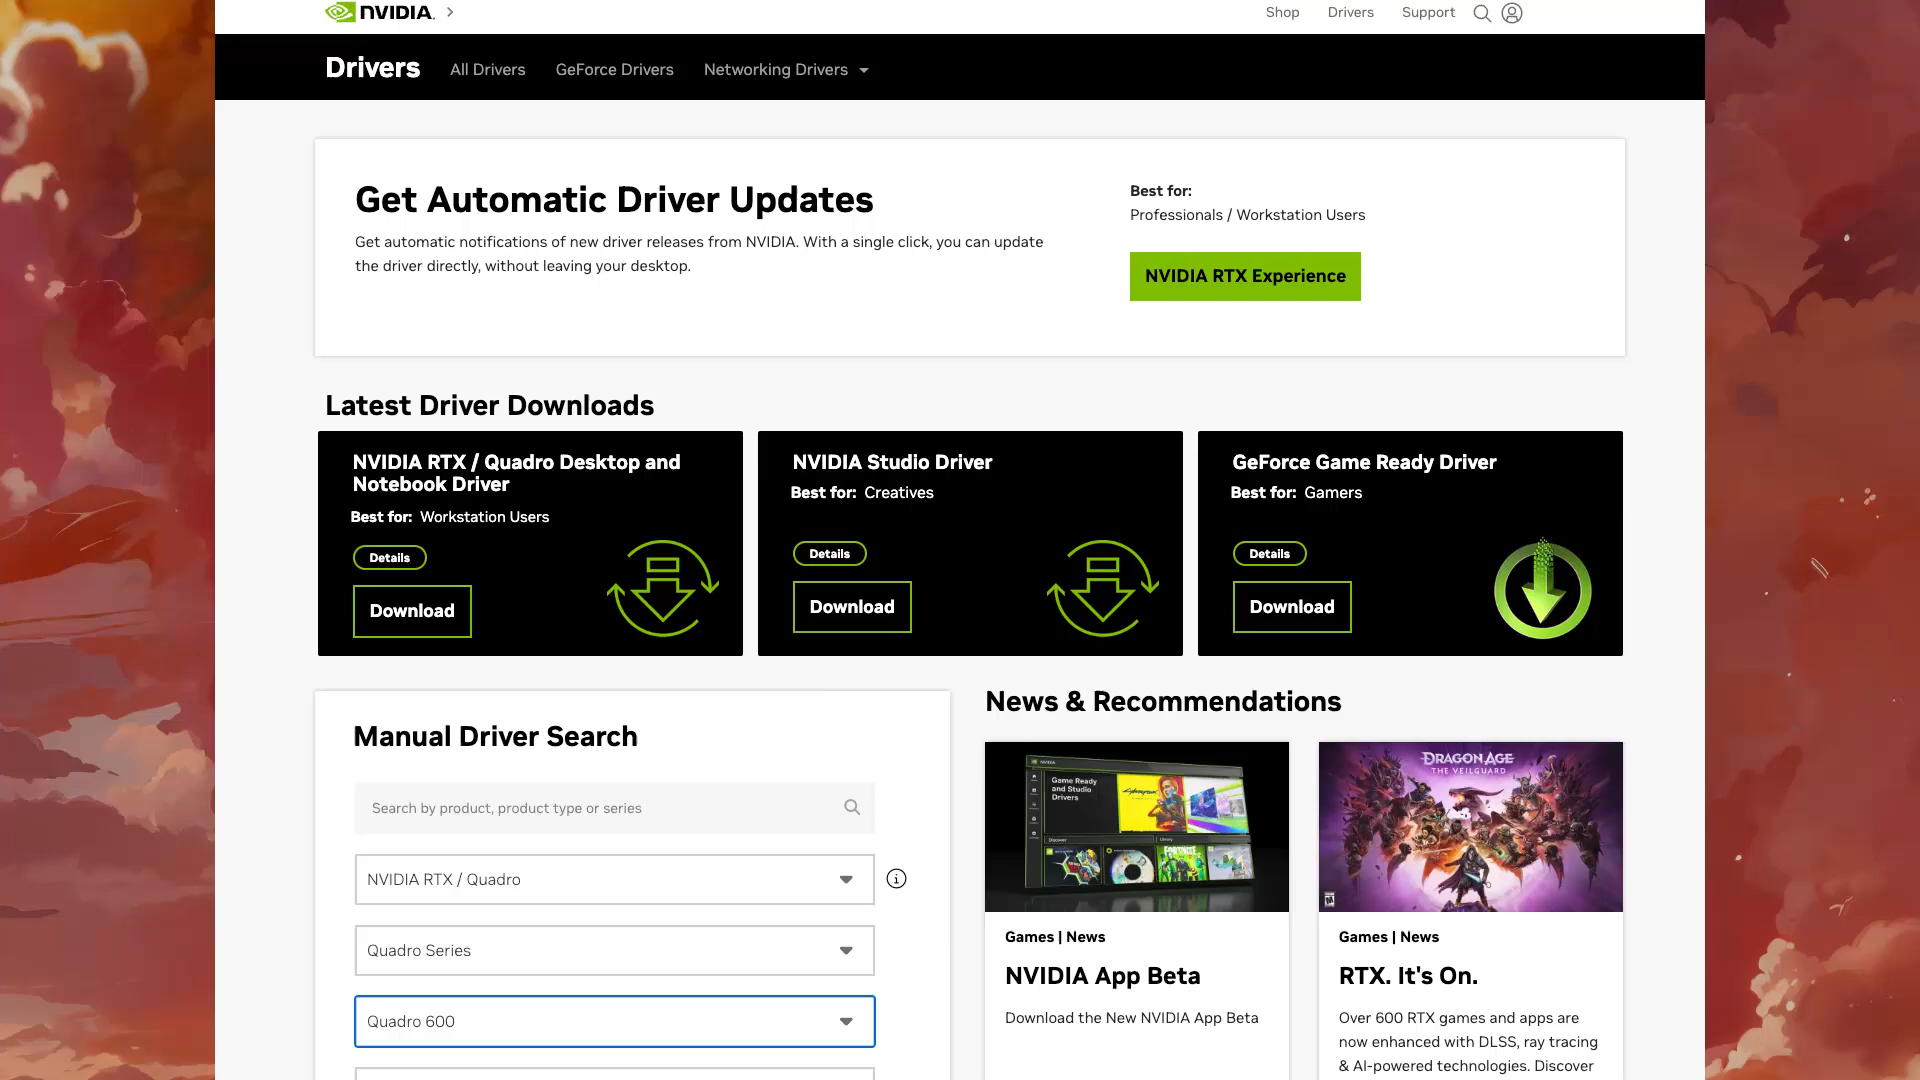 NVIDIA.
Shop
Drivers
Support
Drivers
All Drivers
GeForce Drivers
Networking Drivers
Get Automatic Driver Updates
Get automatic notifications of new driver releases from NVIDIA. With a single click, you can update
the driver directly, without leaving your desktop.
Best for:
Professionals / Workstation Users
NVIDIA RTX Experience
Latest Driver Downloads
NVIDIA RTX / Quadro Desktop and
Notebook Driver
Best for: Workstation Users
Details
Download
NVIDIA Studio Driver
Best for: Creatives
Details
Download
GeForce Game Ready Driver
Best for: Gamers
Details
Download
Manual Driver Search
Search by product, product type or series
NVIDIA RTX / Quadro
Quadro Series
Quadro 600
News & Recommendations
NVIDIA
Game Ready
and Studio
Drivers
Discover
Library
FORTNITE
Games | News
NVIDIA App Beta
Download the New NVIDIA App Beta
DRAGON AGE
THE VEILGUARD
Games | News
RTX. It's On.
Over 600 RTX games and apps are
now enhanced with DLSS, ray tracing
& AI-powered technologies. Discover